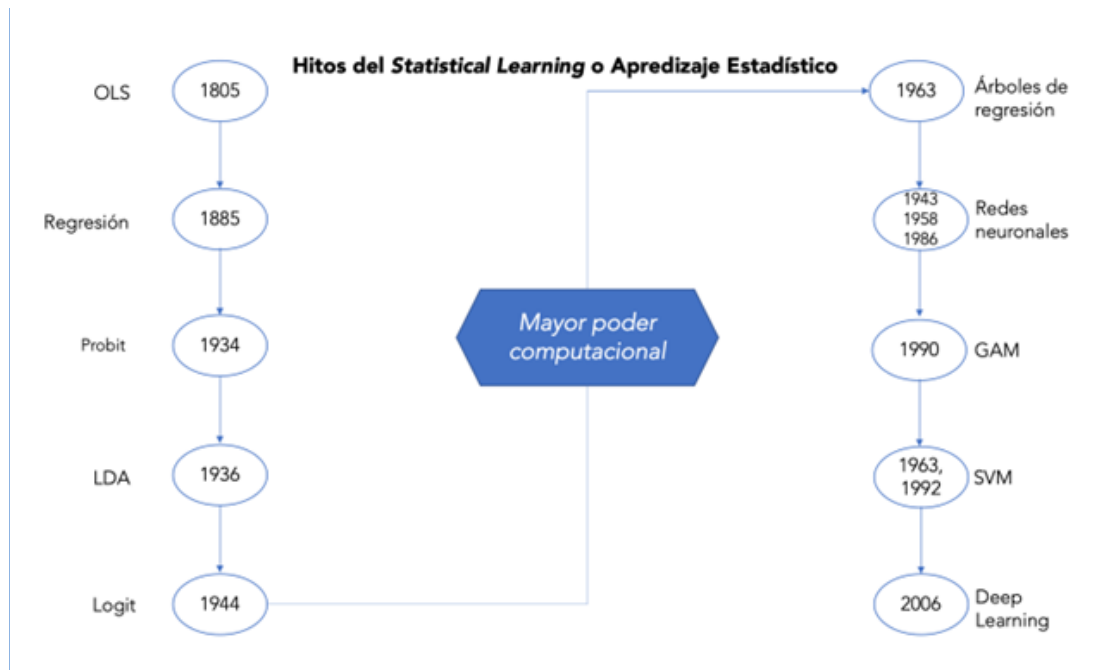 Hitos del Statistical Learning o Apredizaje Estadístico
OLS
1805
Regresión
1885
Probit
1934
LDA
1936
Logit
1944
Mayor poder
computacional
1963
Árboles de
regresión
1943
1958
1986
Redes
neuronales
1990
GAM
1963,
1992
SVM
2006
Deep
Learning